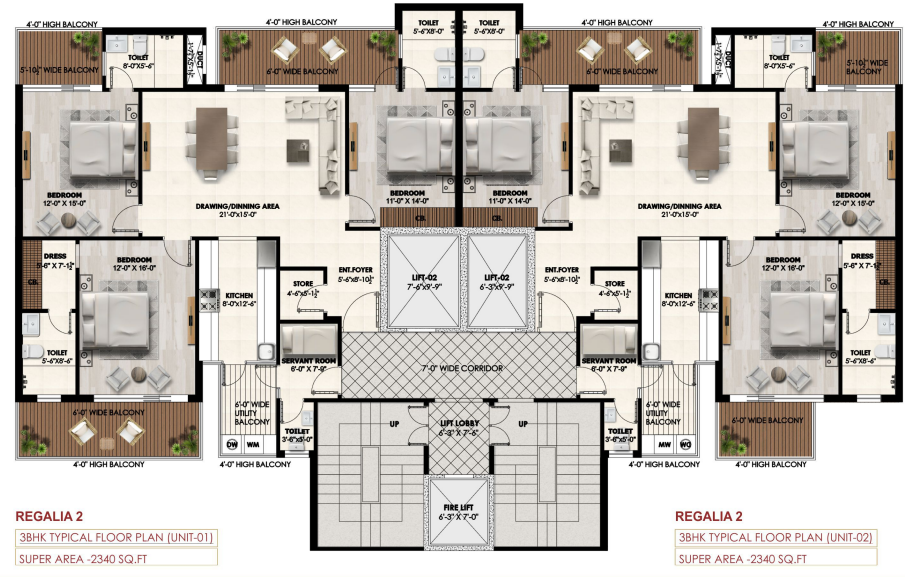 4'-0" HIGH BALCONY
4'-0" HIGH BALCONY
TOILET
5'-6"X8'-0"
TOILET
5'-6"X8'-0"
4'-0" HIGH BALCONY
4'-0" HIGH BALCONY
TOILET
8'-0"X5'-6"
DUCT
5'-10½" WIDE BALCONY
6'-0" WIDE BALCONY
6'-0" WIDE BALCONY
DUCT
TOILET
8'-0"X5'-6"
5'-10½" WIDE
BALCONY
BEDROOM
12'-0" X 15'-0"
DRAWING/DINNING AREA
21'-0"x15'-0"
BEDROOM
11'-0" X 14'-0"
CB.
BEDROOM
11'-0" X 14'-0"
CB.
DRAWING/DINNING AREA
21'-0"x15'-0"
BEDROOM
12'-0" X 15'-0"
DRESS
5'-6" X 7'-1½"
CB.
BEDROOM
12'-0" X 16'-0"
KITCHEN
8'-0"x12'-6"
STORE
4'-6"x5'-1½"
ENT.FOYER
5'-6"x8'-10½"
LIFT-02
7'-6"x9'-9"
LIFT-02
6'-3"x9'-9"
ENT.FOYER
5'-6"x8'-10½"
STORE
4'-6"x5'-1½"
KITCHEN
8'-0"x12'-6"
BEDROOM
12'-0" X 16'-0"
DRESS
5'-6" X 7'-1½"
CB.
TOILET
5'-6"X8'-6"
SERVANT ROOM
6'-0" X 7'-9"
7'-0" WIDE CORRIDOR
SERVANT ROOM
6'-0" X 7'-9"
TOILET
5'-6"X8'-6"
6'-0" WIDE BALCONY
6'-0" WIDE
UTILITY
BALCONY
DW
WM
TOILET
3'-6"x5'-0"
UP
LIFT LOBBY
6'-3" X 7'-6"
UP
TOILET
3'-6"x5'-0"
6'-0" WIDE
UTILITY
BALCONY
MW
6'-0" WIDE BALCONY
4'-0" HIGH BALCONY
4'-0" HIGH BALCONY
4'-0" HIGH BALCONY
4'-0" HIGH BALCONY
FIRE LIFT
6'-3" X 7'-0"
REGALIA 2
3BHK TYPICAL FLOOR PLAN (UNIT-01)
SUPER AREA -2340 SQ.FT
REGALIA 2
3BHK TYPICAL FLOOR PLAN (UNIT-02)
SUPER AREA -2340 SQ.FT